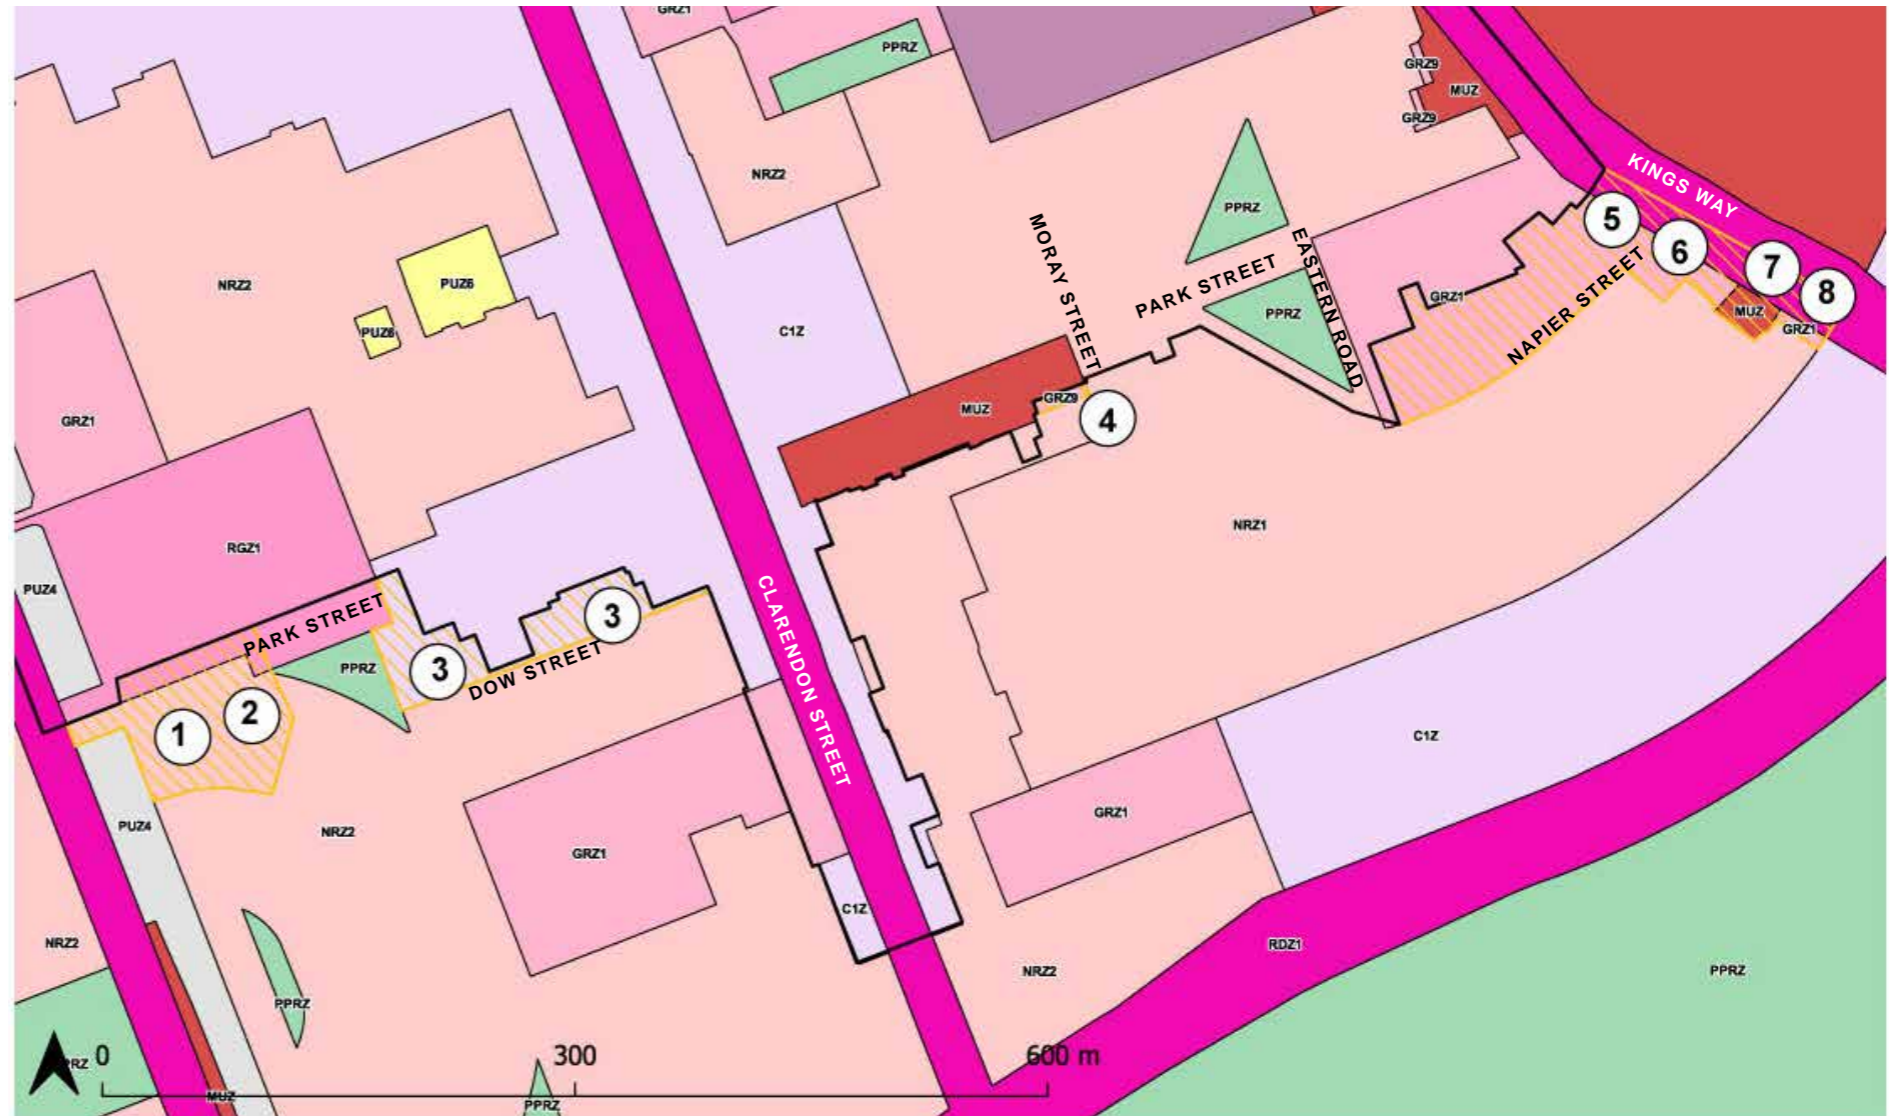 GRZ1
PPRZ
GRZ9
MUZ
GRZ9
NRZ2
KINGS WAY
PPRZ
MORAY STREET
5
EASTERN ROAD
6
NRZ2
PUZ6
PARK STREET
7
8
GRZ1
NAPIER STREET
PPRZ
MUZ
GRZ1
PUZ6
C1Z
GRZ1
MUZ
GRZ9
4
NRZ1
RGZ1
PUZ4
PARK STREET
3
CLARENDON STREET
PPRZ
3
DOW STREET
1
2
C1Z
PUZ4
NRZ2
GRZ1
GRZ1
C1Z
NRZ2
RDZ1
NRZ2
PPRZ
PPRZ
PRZ
0
300
600 m
MUZ
PPRZ